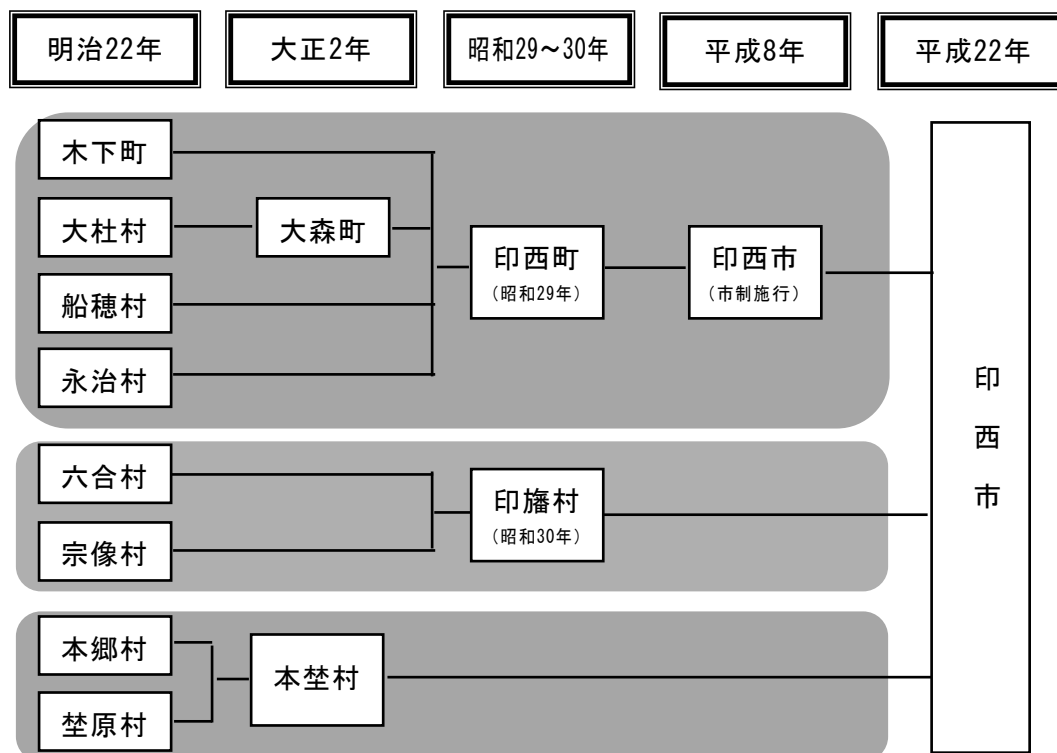 明治22年
大正2年
昭和29～30年
平成8年
平成22年
木下町
大杜村
大森町
印西町
(昭和29年)
印西市
(市制施行)
船穂村
永治村
六合村
宗像村
印旛村
(昭和30年)
本郷村
埜原村
本埜村
印西市